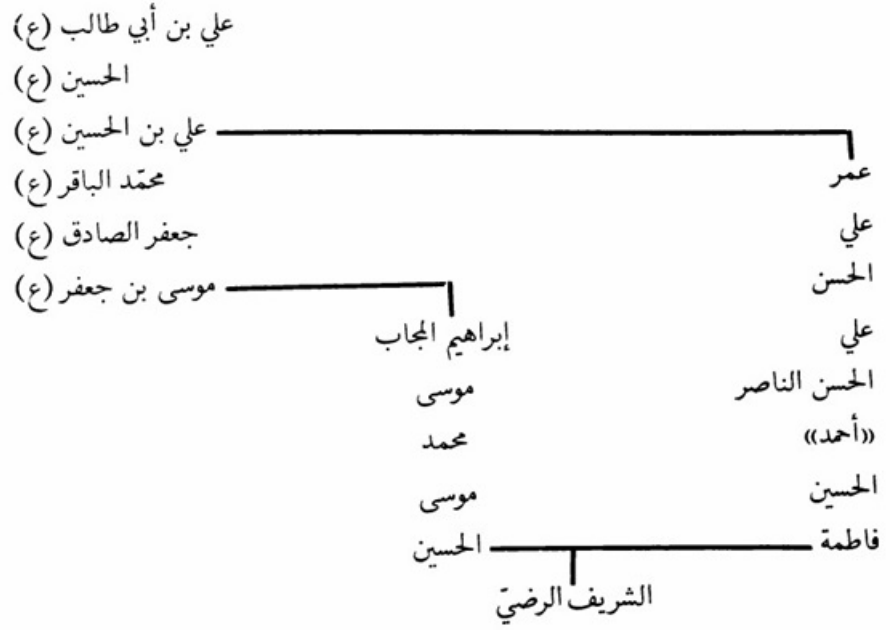 علي بن أبي طالب (ع)
الحسين (ع)
علي بن الحسين (ع)
عمر
محمّد الباقر (ع)
علي
جعفر الصادق (ع)
الحسن
موسى بن جعفر (ع)
علي
إبراهيم المجاب
الحسن الناصر
موسى
«أحمد»
محمد
الحسين
موسى
فاطمة
الحسين
الشريف الرضيّ